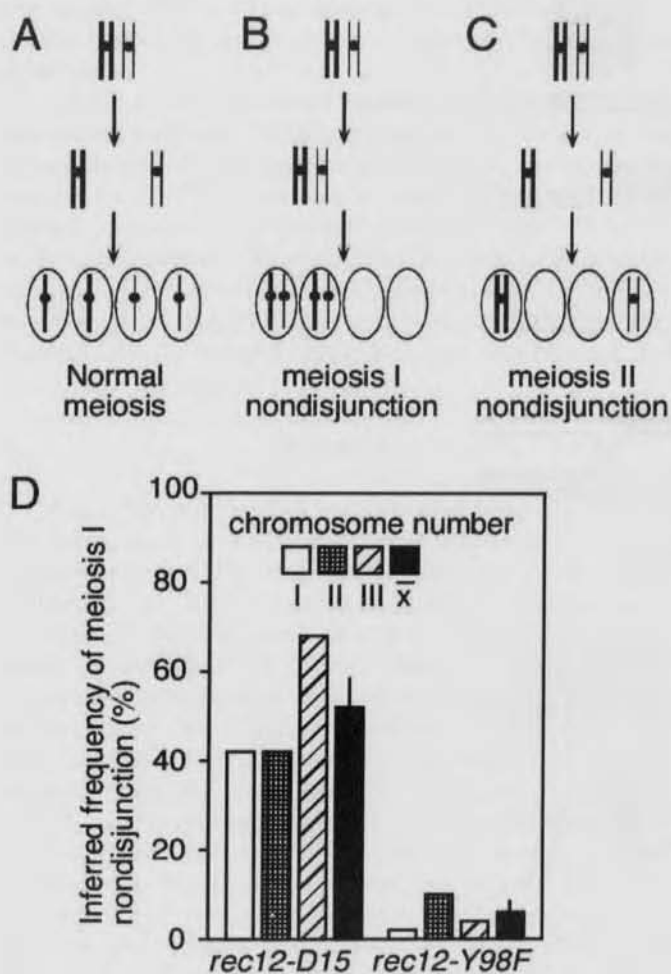 A
B
C
Normal
meiosis
meiosis I
nondisjunction
meiosis II
nondisjunction
D
Inferred frequency of meiosis I
nondisjunction (%)
100
80
60
40
20
0
chromosome number
I II III x̄
rec12-D15 rec12-Y98F